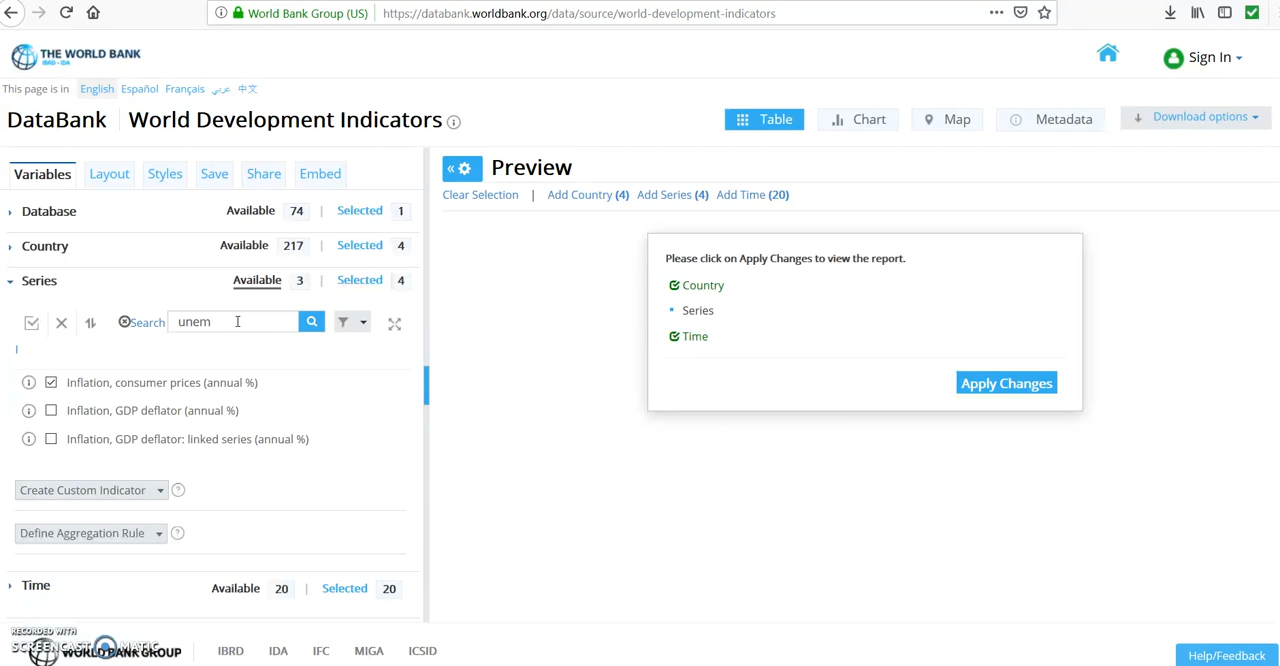 World Bank Group (US) https://databank.worldbank.org/data/source/world-development-indicators
THE WORLD BANK
IBRD - IDA
Sign In
This page is in English Español Français عربي 中文
DataBank World Development Indicators
Table Chart Map Metadata Download options
Variables Layout Styles Save Share Embed
« Preview
Clear Selection | Add Country (4) Add Series (4) Add Time (20)
Database Available 74 | Selected 1
Country Available 217 | Selected 4
Series Available 3 | Selected 4
Search unem
I
Inflation, consumer prices (annual %)
Inflation, GDP deflator (annual %)
Inflation, GDP deflator: linked series (annual %)
Create Custom Indicator ?
Define Aggregation Rule ?
Time Available 20 | Selected 20
Please click on Apply Changes to view the report.
Country
Series
Time
Apply Changes
RECORDED WITH
SCREENCAST MATIC
WORLD BANK GROUP
IBRD IDA IFC MIGA ICSID
Help/Feedback